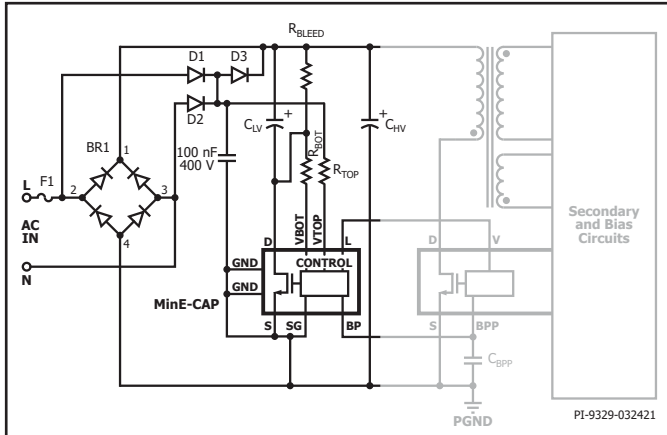 R_BLEED
D1
D3
D2
+
C_LV
+
C_HV
R_BOT
R_TOP
100 nF
400 V
BR1
F1
L
AC
IN
N
1
2
3
4
D
VBOT
VTOP
L
CONTROL
GND
GND
MinE-CAP
S
SG
BP
D
V
S
BPP
C_BPP
PGND
Secondary
and Bias
Circuits
PI-9329-032421